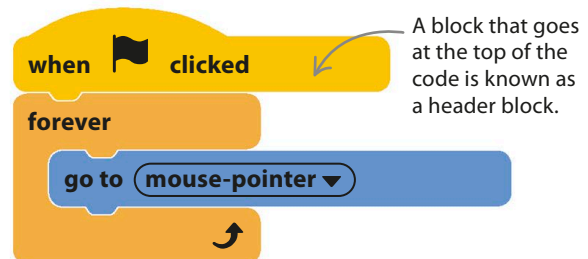 when clicked
A block that goes
at the top of the
code is known as
a header block.
forever
go to mouse-pointer